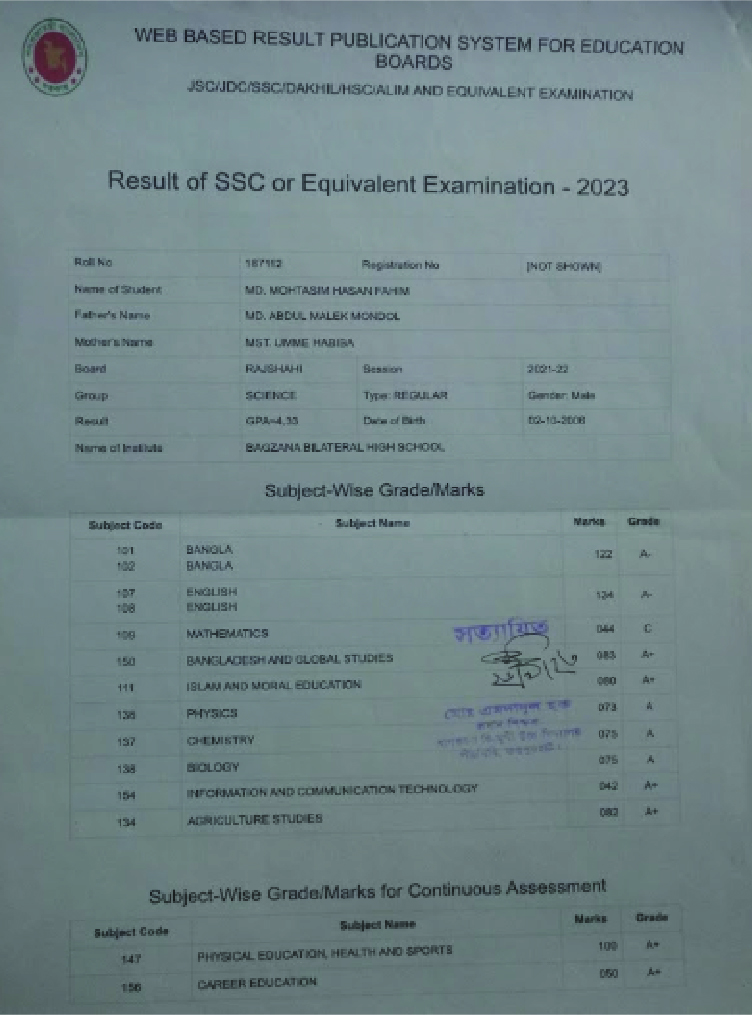 WEB BASED RESULT PUBLICATION SYSTEM FOR EDUCATION
BOARDS
JSC/JDC/SSC/DAKHIL/HSC/ALIM AND EQUIVALENT EXAMINATION
Result of SSC or Equivalent Examination - 2023
Roll No 187182 Registration No [NOT SHOWN]
Name of Student MD. MOHTASIM HASAN FAHIM
Father's Name MD. ABDUL MALEK MONDOL
Mother's Name MST. UMME HABIBA
Board RAJSHAHI Session 2021-22
Group SCIENCE Type: REGULAR Gender: Male
Result Date of Birth
Name of Institute BAGZANA BILATERAL HIGH SCHOOL
Subject-Wise Grade/Marks
Subject Code Subject Name Marks Grade
101 BANGLA
102 BANGLA
122 A-
107 ENGLISH
108 ENGLISH
134 A-
109 MATHEMATICS 044 C
সত্যায়িত
150 BANGLADESH AND GLOBAL STUDIES A+
111 ISLAM AND MORAL EDUCATION A+
136 PHYSICS 073 A
137 CHEMISTRY 075 A
138 BIOLOGY 075 A
154 INFORMATION AND COMMUNICATION TECHNOLOGY 042 A+
134 AGRICULTURE STUDIES A+
Subject-Wise Grade/Marks for Continuous Assessment
Subject Code Subject Name Marks Grade
147 PHYSICAL EDUCATION, HEALTH AND SPORTS 100 A+
156 CAREER EDUCATION 050 A+